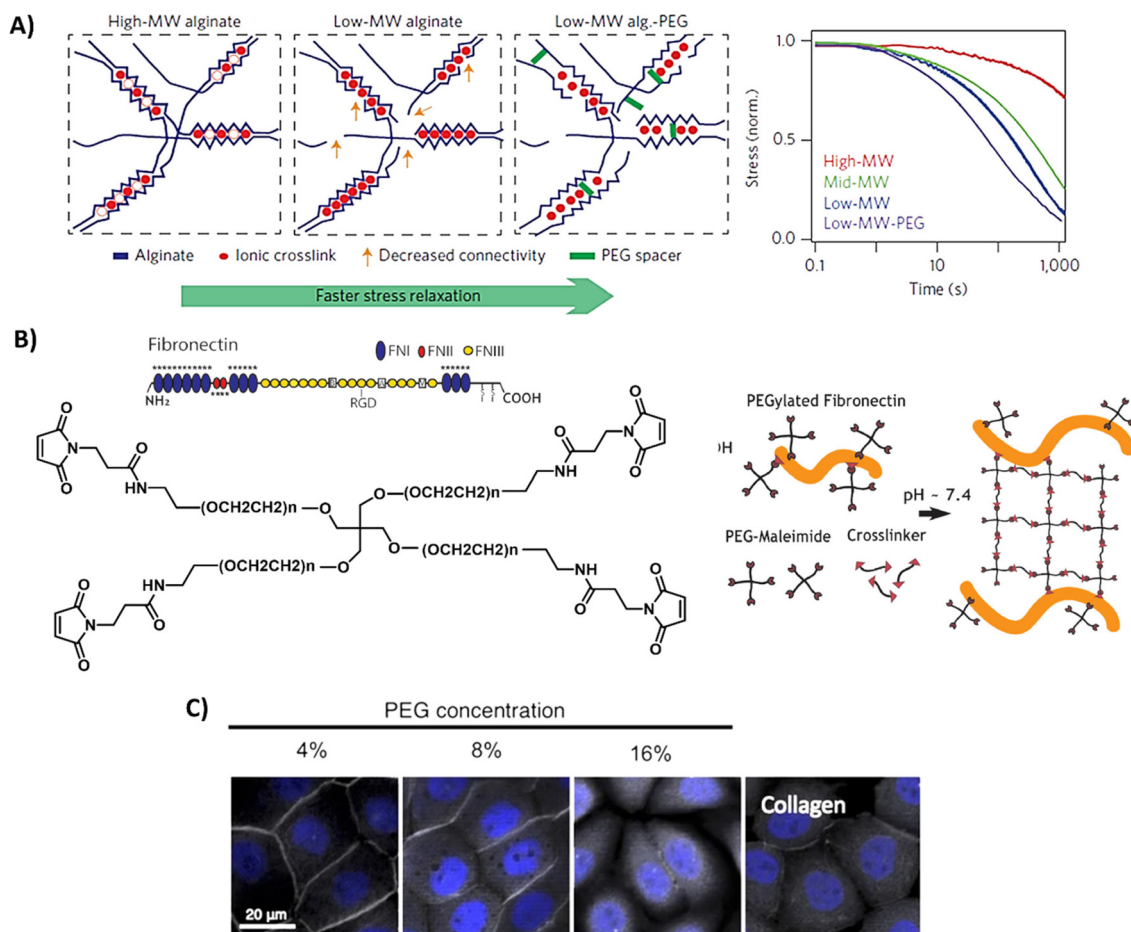 A)
High-MW alginate
Low-MW alginate
Low-MW alg.-PEG
Alginate
Ionic crosslink
Decreased connectivity
PEG spacer
Faster stress relaxation
Stress (norm.)
1.0
0.5
0.0
High-MW
Mid-MW
Low-MW
Low-MW-PEG
0.1
10
1,000
Time (s)
B)
Fibronectin
FNI
FNII
FNIII
NH₂
RGD
COOH
O
N
O
O
NH
(OCH2CH2)n
O
O
(OCH2CH2)n
NH
O
O
N
O
O
N
O
O
NH
(OCH2CH2)n
O
O
(OCH2CH2)n
NH
O
O
N
O
PEGylated Fibronectin
pH ~ 7.4
PEG-Maleimide
Crosslinker
C)
PEG concentration
4%
8%
16%
Collagen
20 μm